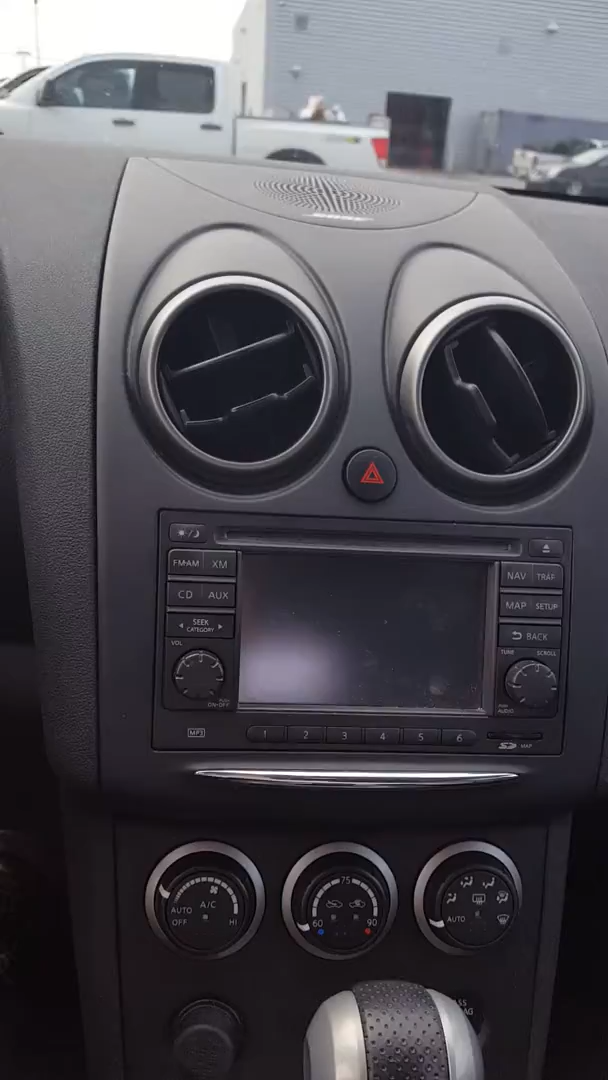 BOSE
FM·AM XM
CD AUX
SEEK
CATEGORY
VOL
PUSH
ON·OFF
NAV TRAF
MAP SETUP
BACK
TUNE SCROLL
PUSH
AUDIO
MP3
1 2 3 4 5 6
SD MAP
A/C
AUTO
OFF HI
75
60 90
AUTO